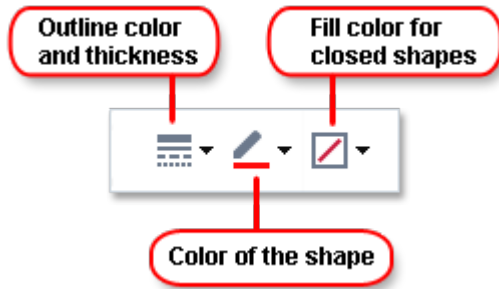 Outline color
and thickness
Fill color for
closed shapes
Color of the shape